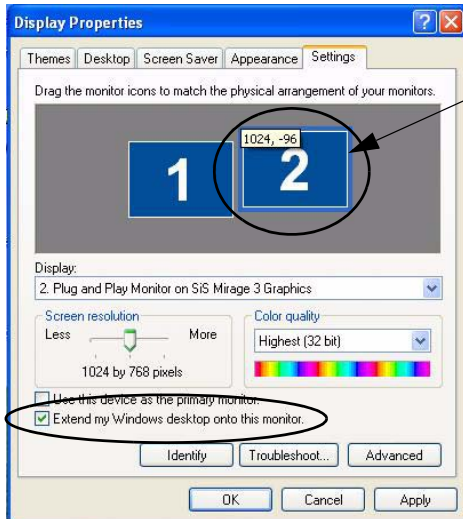 Display Properties
Themes Desktop Screen Saver Appearance Settings
Drag the monitor icons to match the physical arrangement of your monitors.
1024, -96
1 2
Display:
2. Plug and Play Monitor on SiS Mirage 3 Graphics
Screen resolution
Less More
1024 by 768 pixels
Color quality
Highest (32 bit)
Use this device as the primary monitor.
Extend my Windows desktop onto this monitor.
Identify Troubleshoot... Advanced
OK Cancel Apply